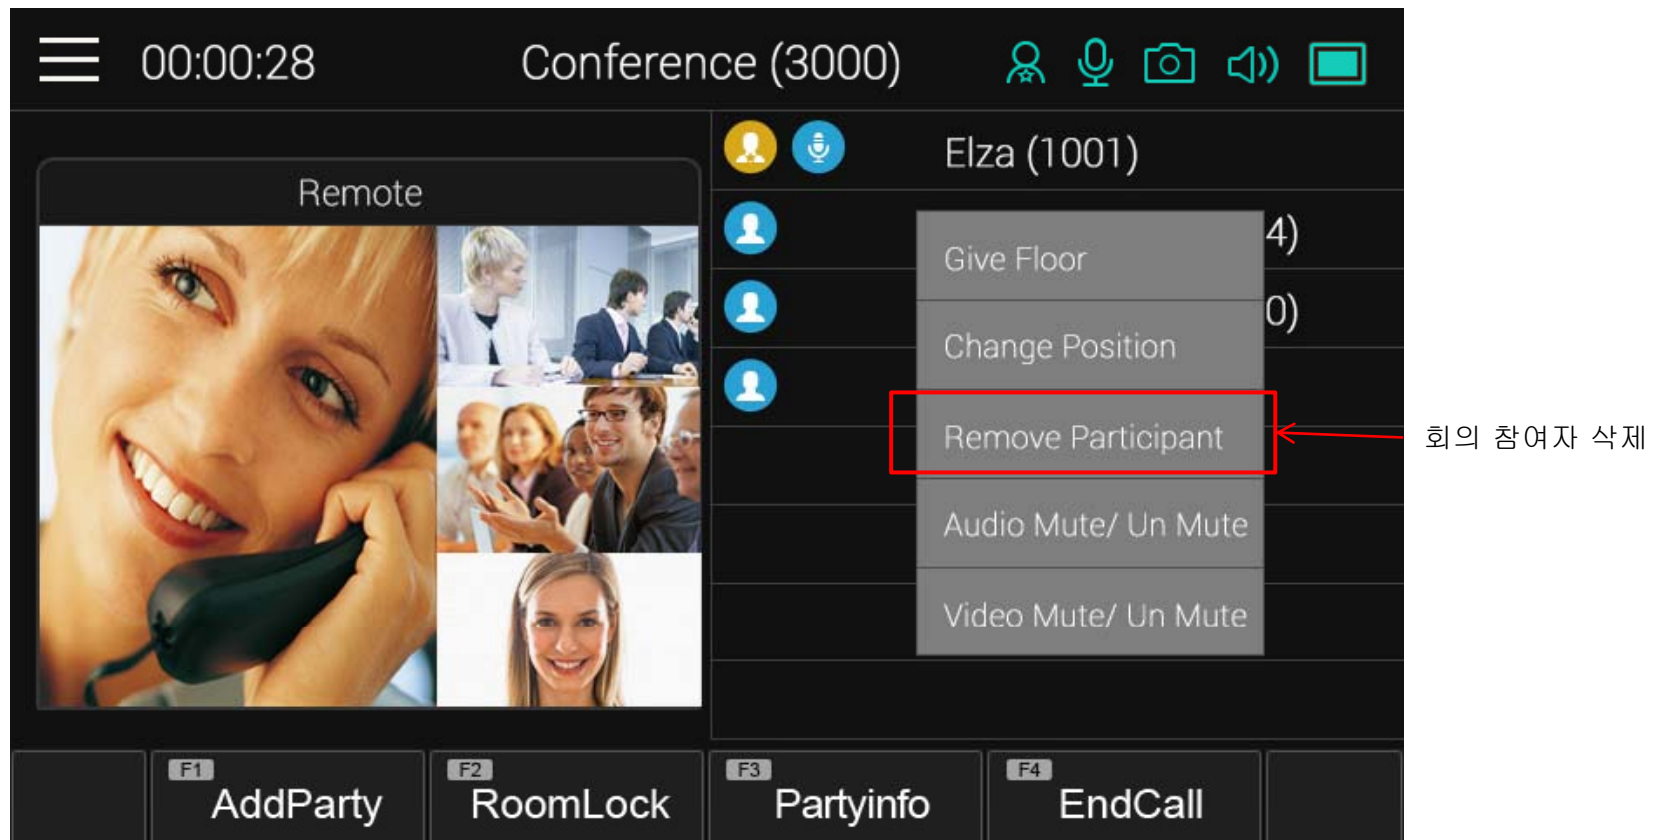 00:00:28 Conference (3000)
Remote
Elza (1001)
4)
0)
Give Floor
Change Position
Remove Participant
Audio Mute/ Un Mute
Video Mute/ Un Mute
회의 참여자 삭제
F1 AddParty
F2 RoomLock
F3 Partyinfo
F4 EndCall